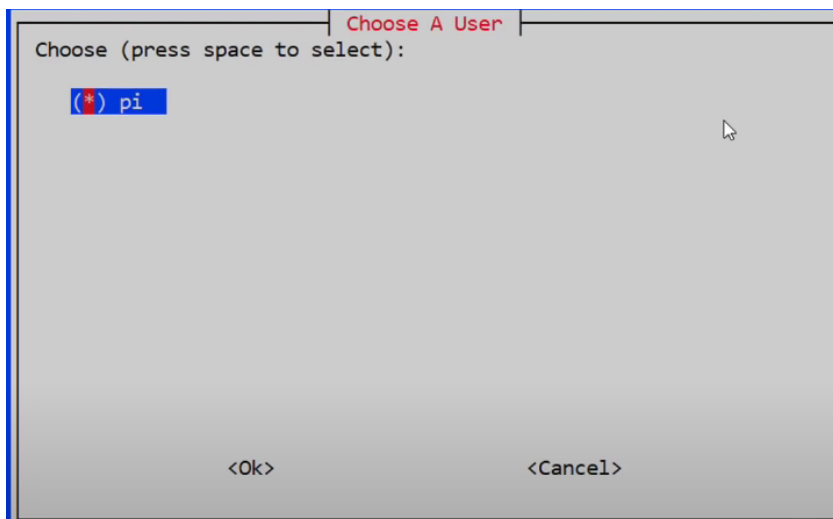 Choose A User
Choose (press space to select):
(*) pi
<Ok> <Cancel>